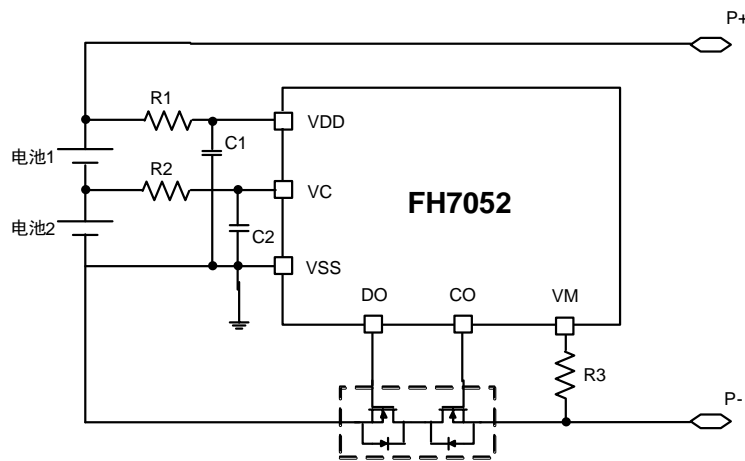 P+
R1
VDD
C1
电池1
R2
VC
FH7052
C2
电池2
VSS
DO
CO
VM
R3
P-